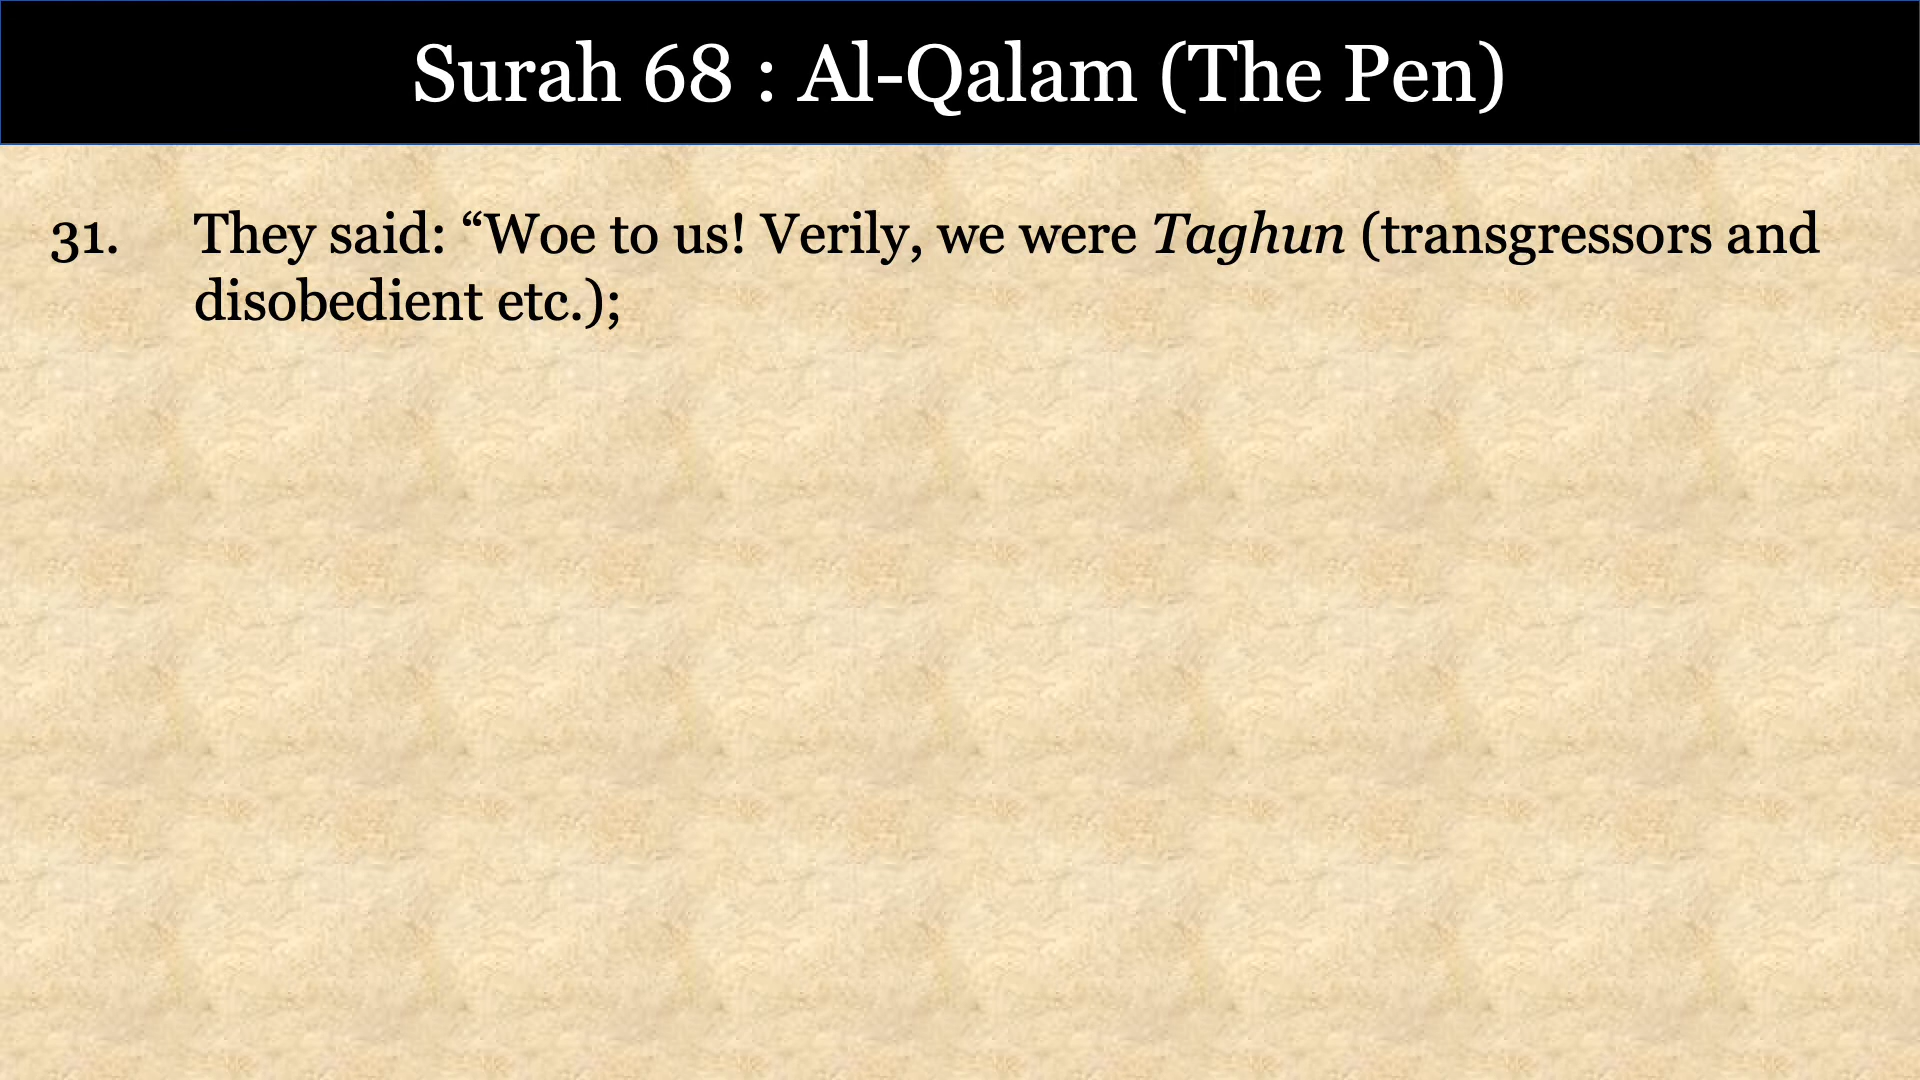 Surah 68 : Al-Qalam (The Pen)
31. They said: “Woe to us! Verily, we were Taghun (transgressors and
disobedient etc.);